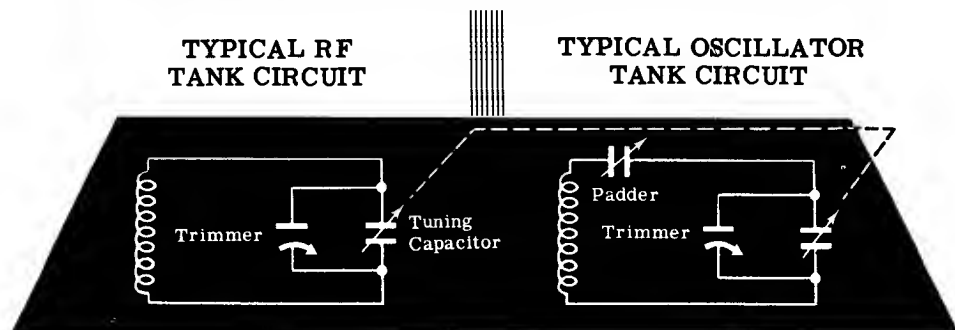 TYPICAL RF
TANK CIRCUIT
TYPICAL OSCILLATOR
TANK CIRCUIT
Trimmer
Tuning
Capacitor
Padder
Trimmer